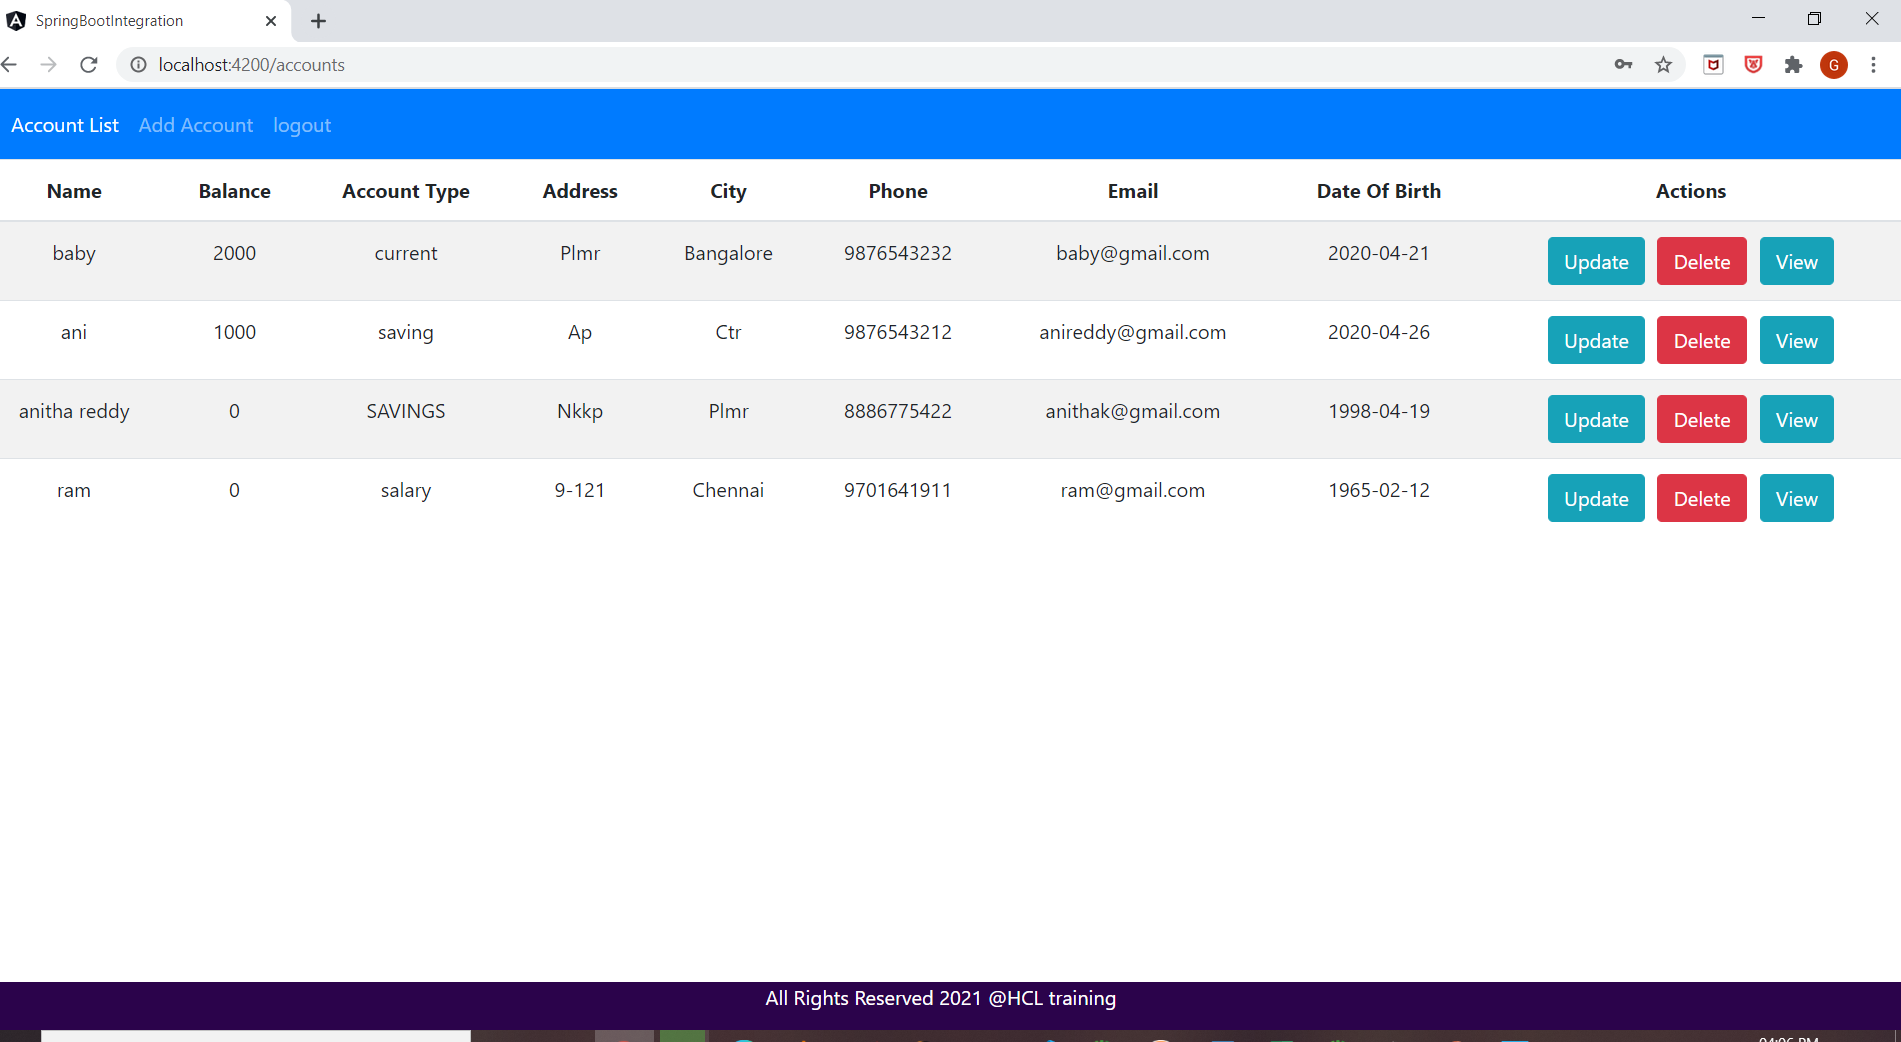 SpringBootIntegration
localhost:4200/accounts
G
Account List Add Account logout
Name Balance Account Type Address City Phone Email Date Of Birth Actions
baby 2000 current Plmr Bangalore 9876543232 baby@gmail.com 2020-04-21 Update Delete View
ani 1000 saving Ap Ctr 9876543212 anireddy@gmail.com 2020-04-26 Update Delete View
anitha reddy 0 SAVINGS Nkkp Plmr 8886775422 anithak@gmail.com 1998-04-19 Update Delete View
ram 0 salary 9-121 Chennai 9701641911 ram@gmail.com 1965-02-12 Update Delete View
All Rights Reserved 2021 @HCL training